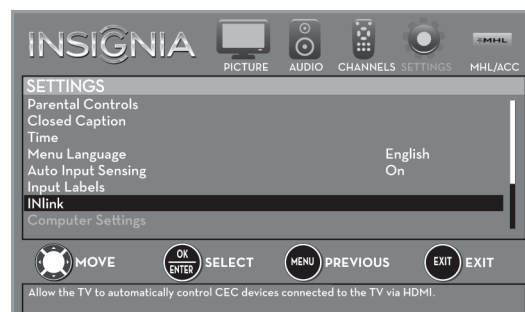 INSIGNIA
PICTURE AUDIO CHANNELS SETTINGS MHL/ACC
MHL
SETTINGS
Parental Controls
Closed Caption
Time
Menu Language English
Auto Input Sensing On
Input Labels
INlink
Computer Settings
MOVE OK ENTER SELECT MENU PREVIOUS EXIT EXIT
Allow the TV to automatically control CEC devices connected to the TV via HDMI.